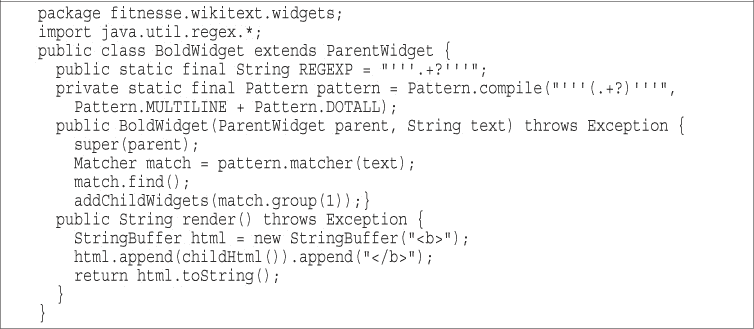 package fitnesse.wikitext.widgets;
import java.util.regex.*;
public class BoldWidget extends ParentWidget {
  public static final String REGEXP = "'''.+?'''";
  private static final Pattern pattern = Pattern.compile("'''(.+?)'''",
    Pattern.MULTILINE + Pattern.DOTALL);
  public BoldWidget(ParentWidget parent, String text) throws Exception {
    super(parent);
    Matcher match = pattern.matcher(text);
    match.find();
    addChildWidgets(match.group(1));}
  public String render() throws Exception {
    StringBuffer html = new StringBuffer("<b>");
    html.append(childHtml()).append("</b>");
    return html.toString();
  }
}